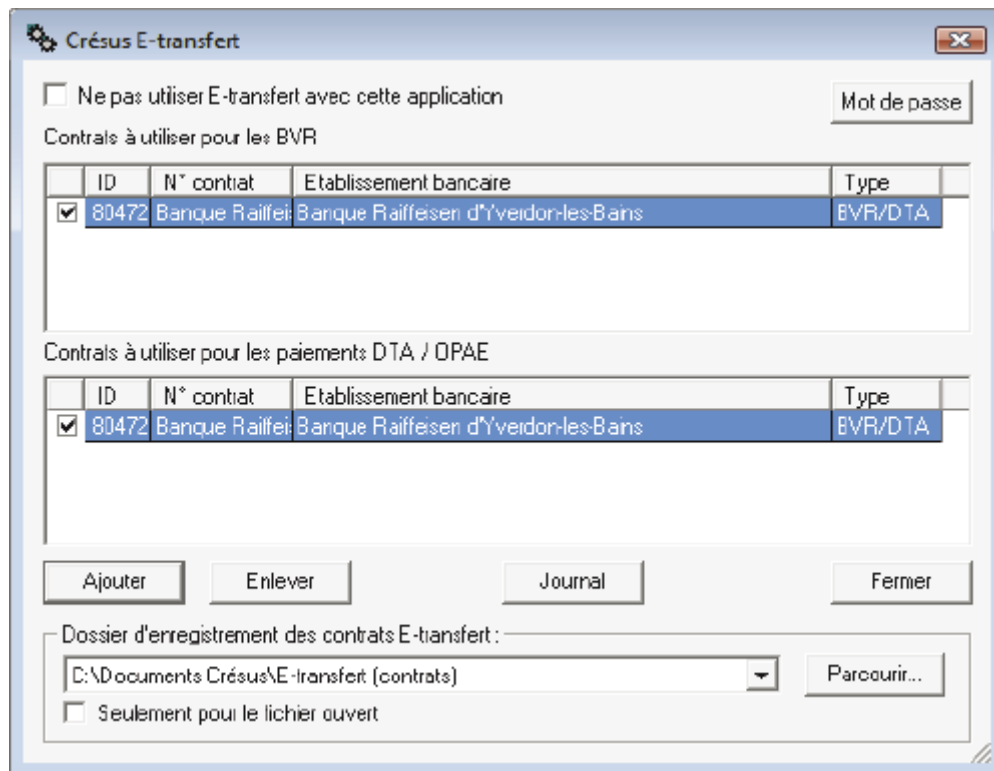 Crésus E-transfert
Ne pas utiliser E-transfert avec cette application
Mot de passe
Contrats à utiliser pour les BVR
ID N° contrat Etablissement bancaire Type
80472 Banque Raiffei Banque Raiffeisen d'Yverdon-les-Bains BVR/DTA
Contrats à utiliser pour les paiements DTA / OPAE
ID N° contrat Etablissement bancaire Type
80472 Banque Raiffei Banque Raiffeisen d'Yverdon-les-Bains BVR/DTA
Ajouter Enlever Journal Fermer
Dossier d'enregistrement des contrats E-transfert :
C:\Documents Crésus\E-transfert (contrats) Parcourir...
Seulement pour le fichier ouvert